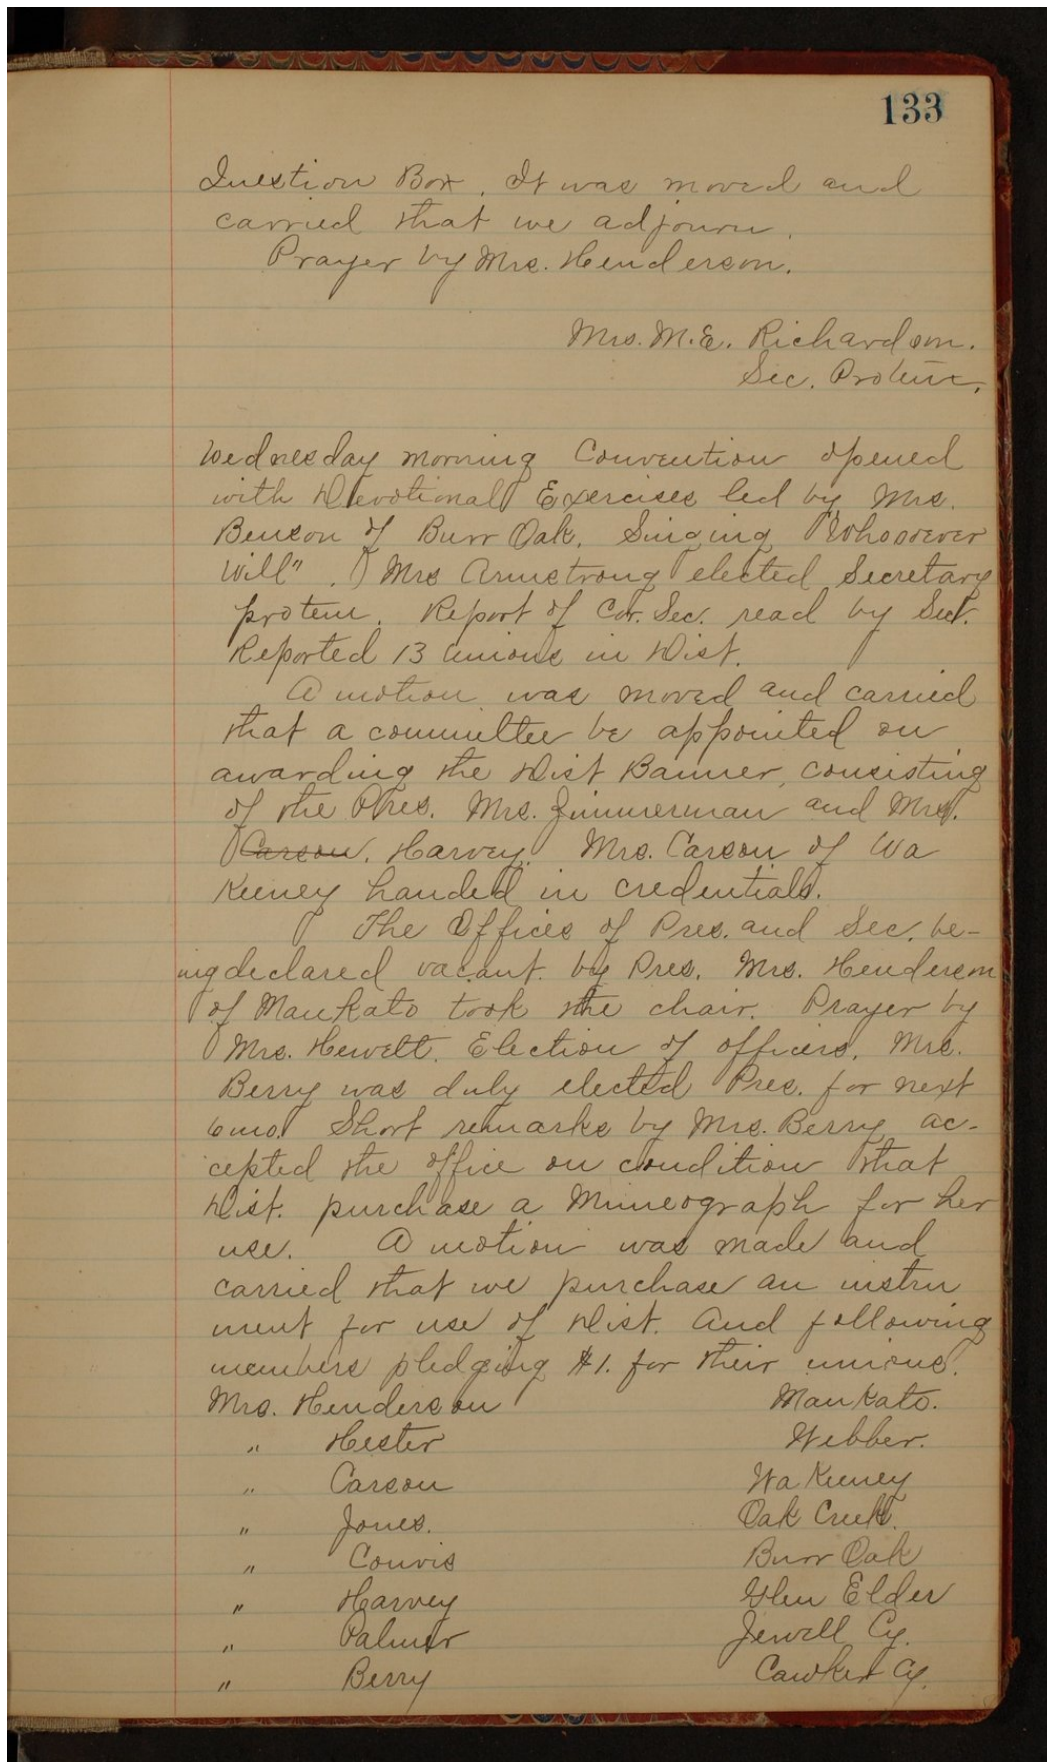 133
Question Box. It was moved and
carried that we adjourn.
Prayer by Mrs. Henderson.
Mrs. M.E. Richardson.
Sec. Protem.
Wednesday morning Convention opened
with Devotional Exercises led by Mrs.
Benson of Burr Oak. Singing "Whosoever
Will". Mrs Armstrong elected Secretary
protem. Report of Cor. Sec. read by Sect.
Reported 13 unions in Dist.
A motion was moved and carried
that a committee be appointed on
awarding the Dist Banner, consisting
of the Pres. Mrs. Zimmerman and Mrs.
Carson. Harvey. Mrs. Carson of Wa
Keeney handed in credentials.
The Offices of Pres. and Sec. be-
ing declared vacant by Pres. Mrs. Henderson
of Mankato took the chair. Prayer by
Mrs. Hewett. Election of officers. Mrs.
Berry was duly elected Pres. for next
6 mo. Short remarks by Mrs. Berry ac-
cepted the office on condition that
Dist. purchase a Mimeograph for her
use. A motion was made and
carried that we purchase an instru
ment for use of Dist. And following
members pledging $1. for their unions.
Mrs. Henderson Mankato.
" Hester Webber.
" Carson Wa Keeney
" Jones. Oak Creek.
" Couvis Burr Oak
" Harvey Glen Elder
" Palmer Jewell Cy.
" Berry Cawker Cy.